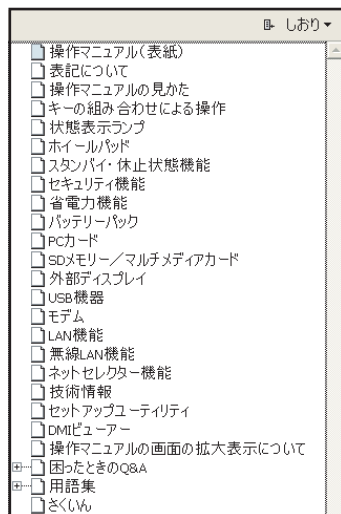 しおり
操作マニュアル(表紙)
表記について
操作マニュアルの見かた
キーの組み合わせによる操作
状態表示ランプ
ホイールパッド
スタンバイ・休止状態機能
セキュリティ機能
省電力機能
バッテリーパック
PCカード
SDメモリー/マルチメディアカード
外部ディスプレイ
USB機器
モデム
LAN機能
無線LAN機能
ネットセレクター機能
技術情報
セットアップユーティリティ
DMIビューアー
操作マニュアルの画面の拡大表示について
困ったときのQ&A
用語集
さくいん